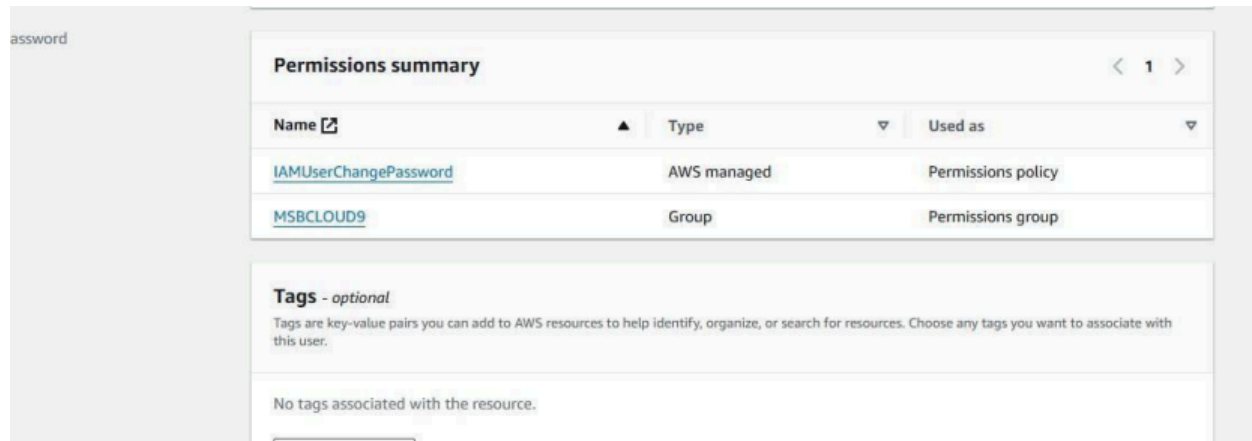 assword
Permissions summary
1
Name Type Used as
IAMUserChangePassword AWS managed Permissions policy
MSBCLOUD9 Group Permissions group
Tags - optional
Tags are key-value pairs you can add to AWS resources to help identify, organize, or search for resources. Choose any tags you want to associate with
this user.
No tags associated with the resource.